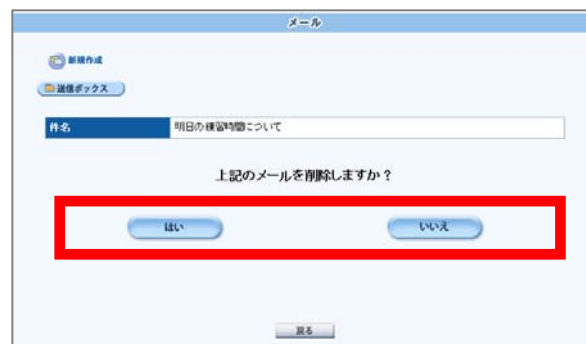 メール
新規作成
送信ボックス
件名 明日の練習時間について
上記のメールを削除しますか？
はい いいえ
戻る